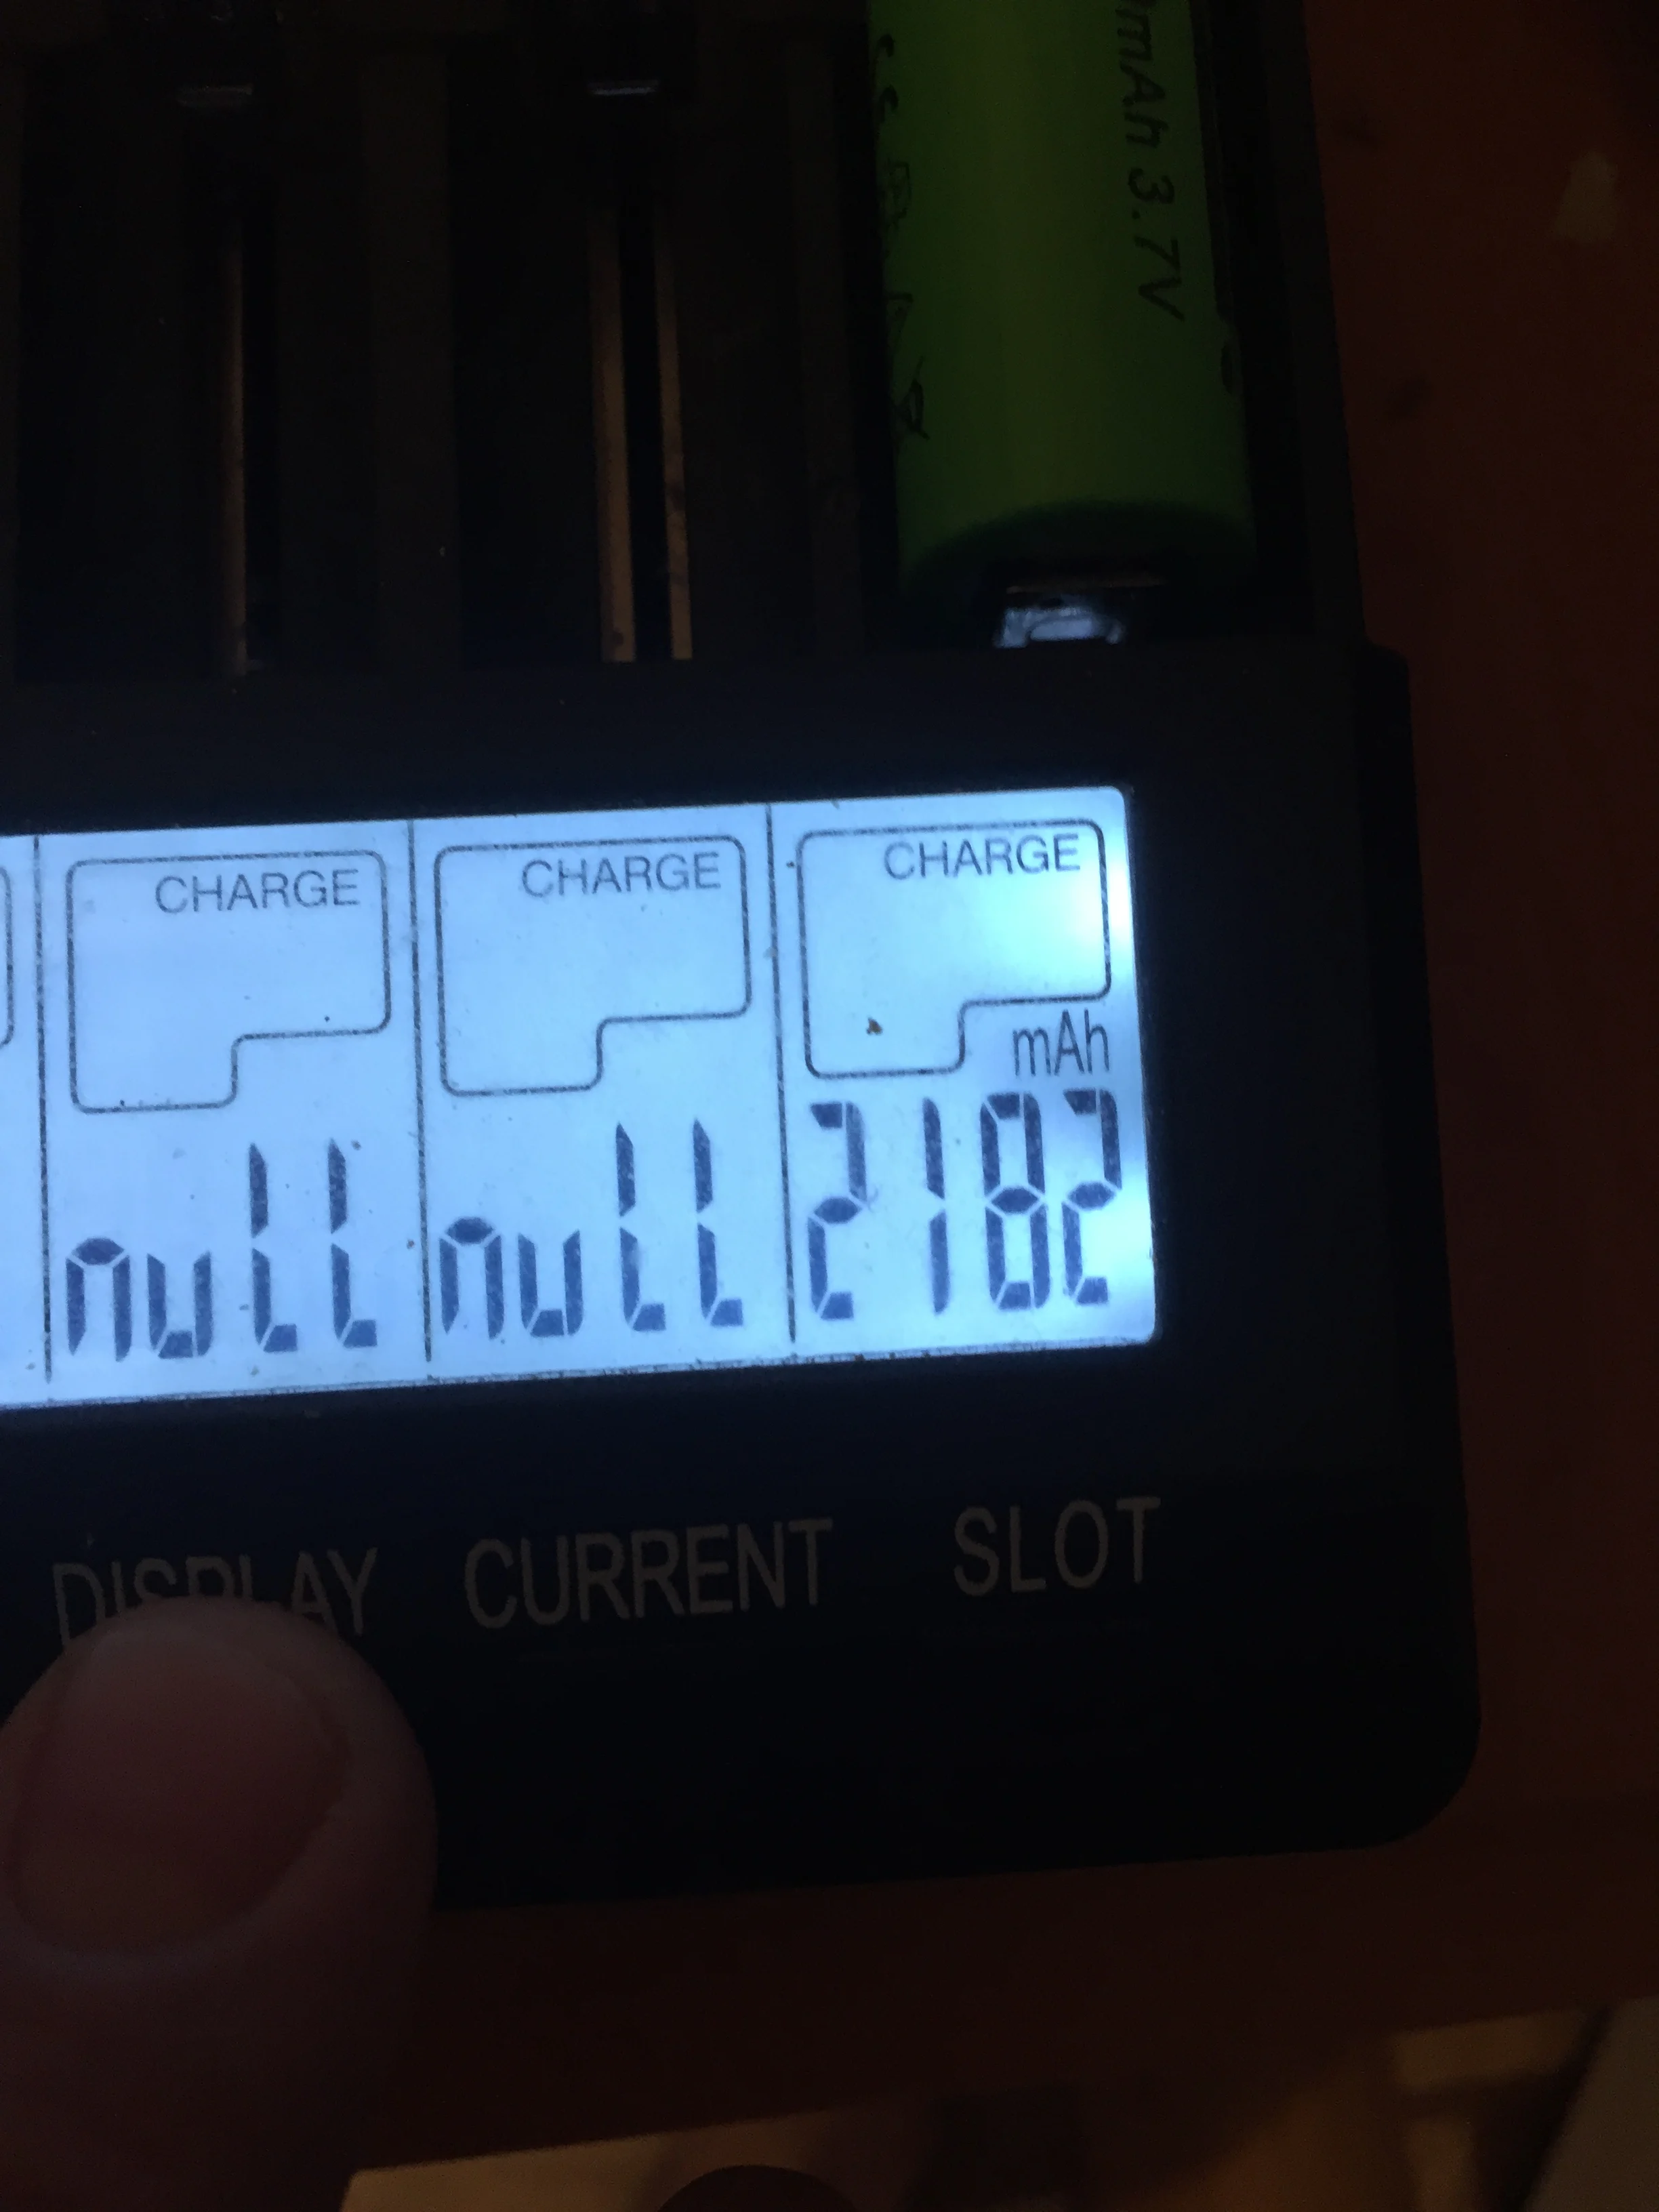 mAh 3.7V
CHARGE CHARGE CHARGE
mAh
null null 2182
DISPLAY CURRENT SLOT